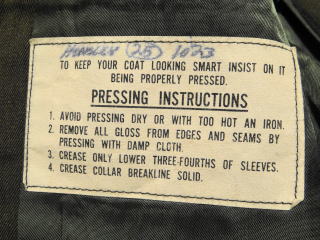 HENSLEY (25) 1023
TO KEEP YOUR COAT LOOKING SMART INSIST ON IT
BEING PROPERLY PRESSED.
PRESSING INSTRUCTIONS
1. AVOID PRESSING DRY OR WITH TOO HOT AN IRON.
2. REMOVE ALL GLOSS FROM EDGES AND SEAMS BY
PRESSING WITH DAMP CLOTH.
3. CREASE ONLY LOWER THREE-FOURTHS OF SLEEVES.
4. CREASE COLLAR BREAKLINE SOLID.